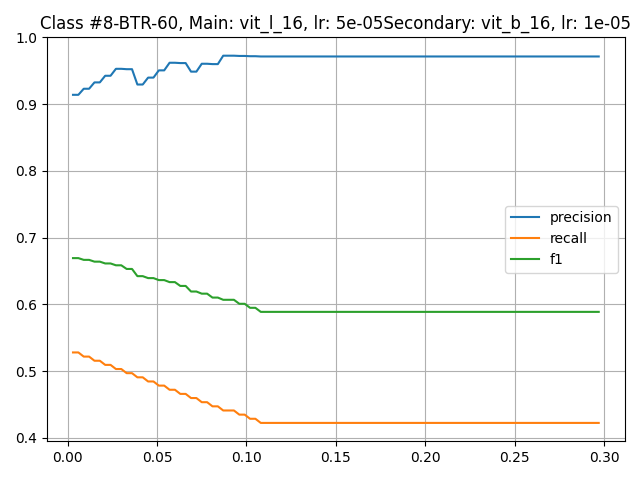 Class #8-BTR-60, Main: vit_l_16, lr: 5e-05Secondary: vit_b_16, lr: 1e-05
1.0
0.9
0.8
0.7
0.6
0.5
0.4
precision
recall
f1
0.00 0.05 0.10 0.15 0.20 0.25 0.30